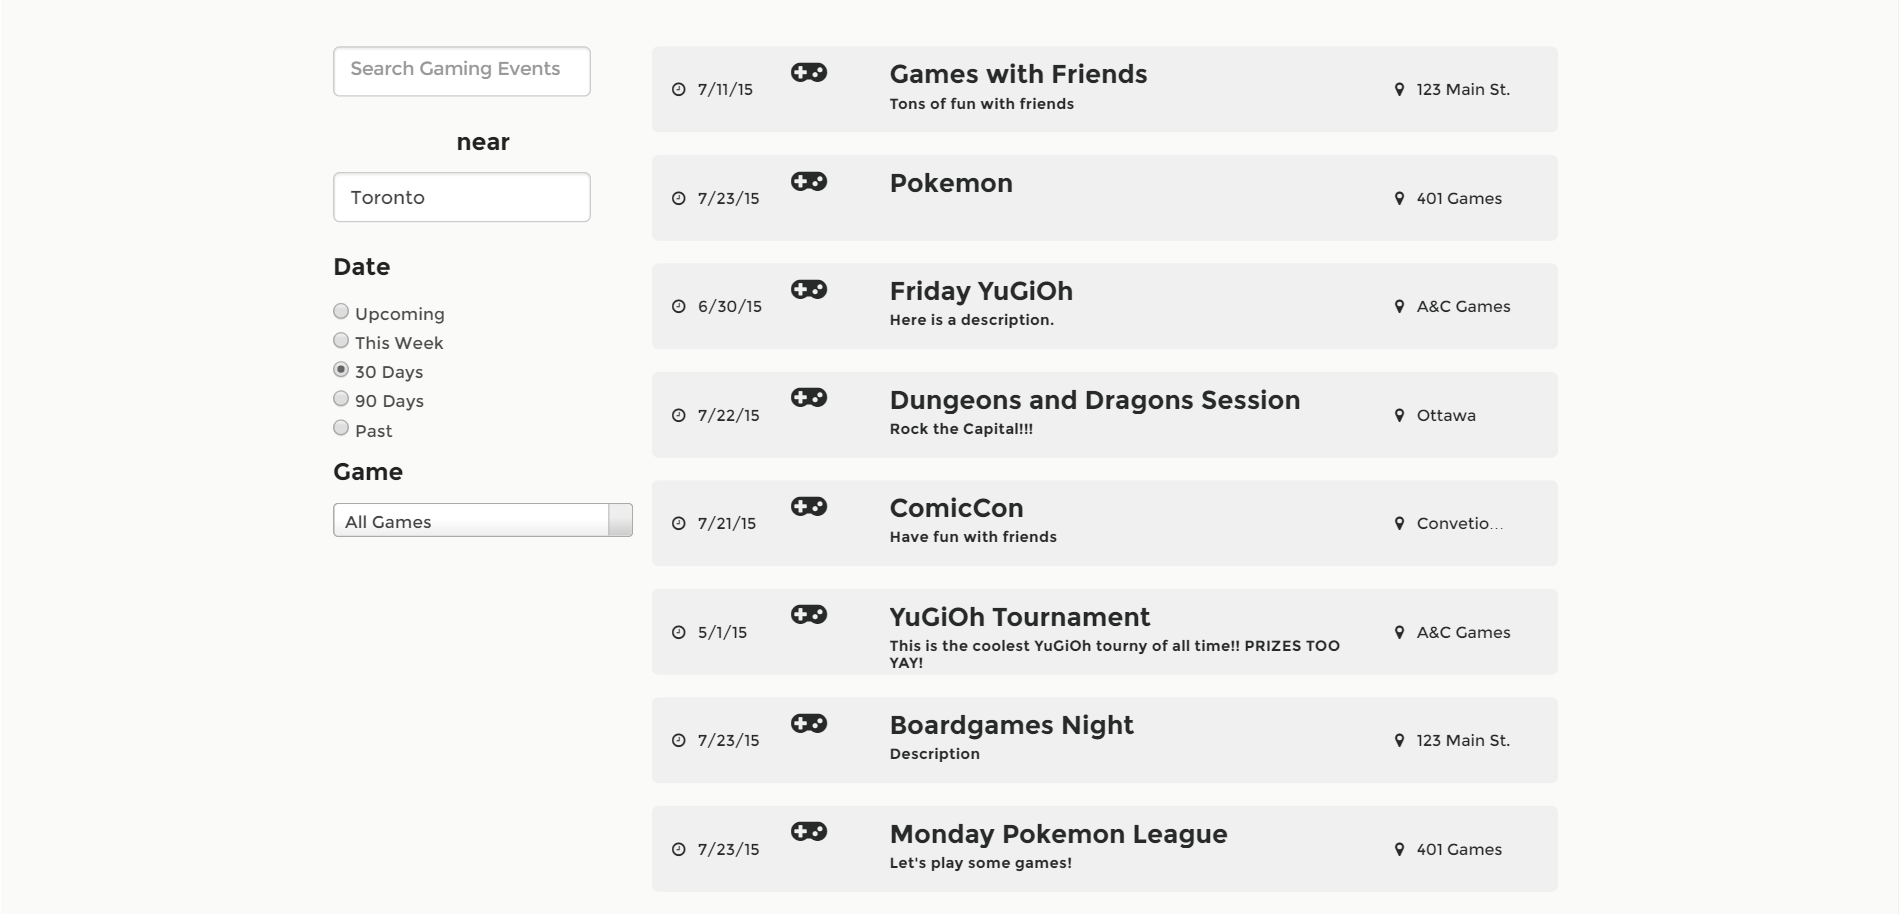 Search Gaming Events
near
Toronto
Date
Upcoming
This Week
30 Days
90 Days
Past
Game
All Games
7/11/15
Games with Friends
Tons of fun with friends
123 Main St.
7/23/15
Pokemon
401 Games
6/30/15
Friday YuGiOh
Here is a description.
A&C Games
7/22/15
Dungeons and Dragons Session
Rock the Capital!!!
Ottawa
7/21/15
ComicCon
Have fun with friends
Convetio...
5/1/15
YuGiOh Tournament
This is the coolest YuGiOh tourny of all time!! PRIZES TOO
YAY!
A&C Games
7/23/15
Boardgames Night
Description
123 Main St.
7/23/15
Monday Pokemon League
Let's play some games!
401 Games